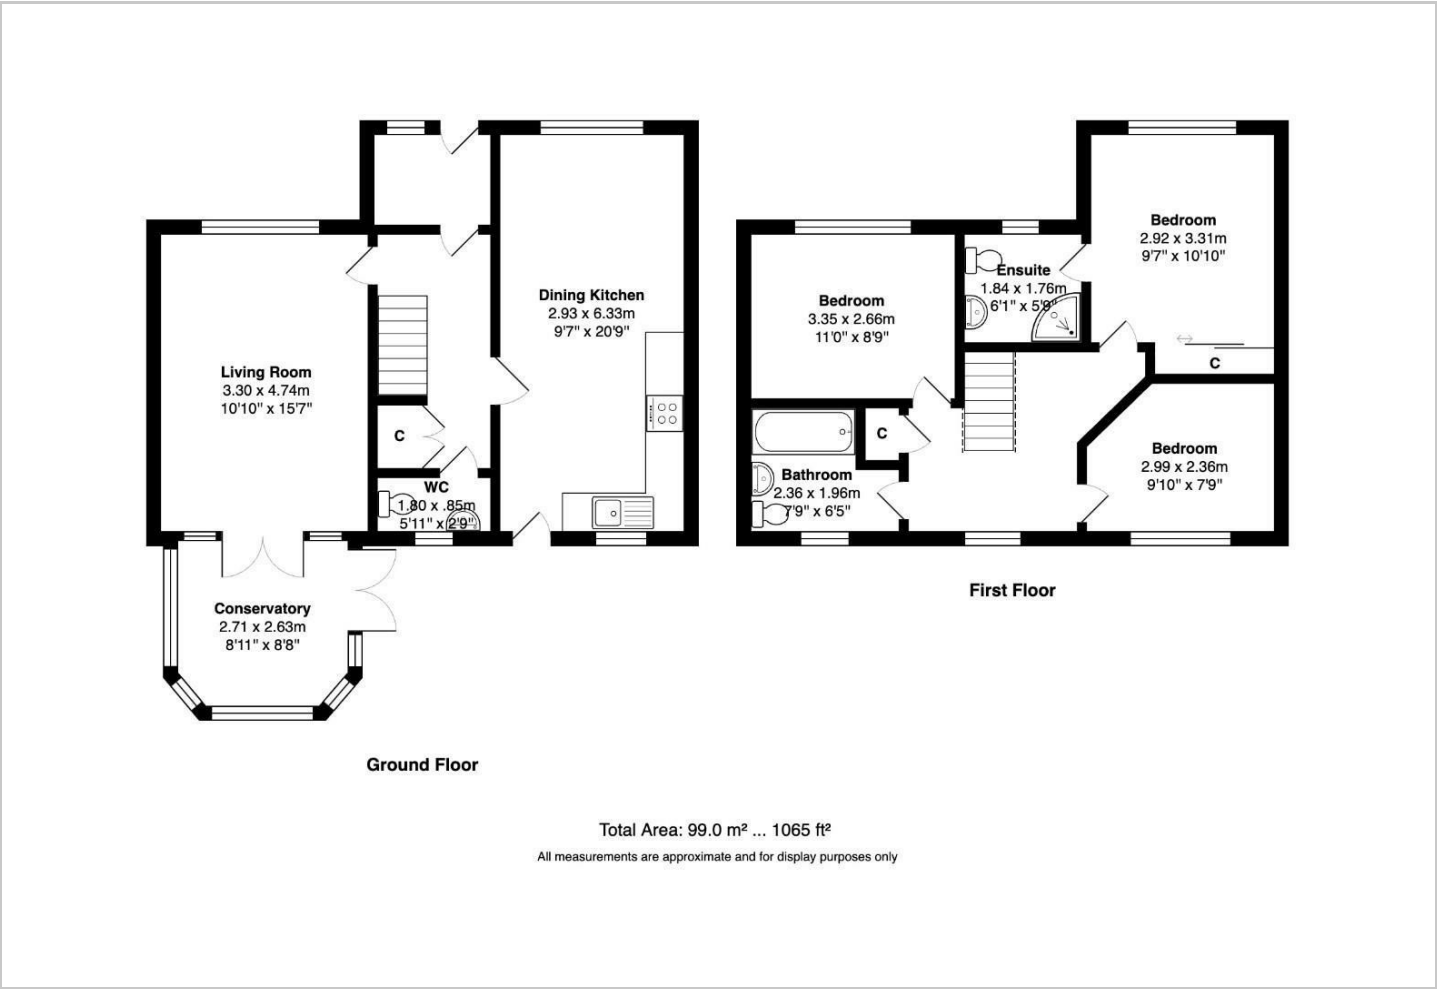 Living Room
3.30 x 4.74m
10'10" x 15'7"
Dining Kitchen
2.93 x 6.33m
9'7" x 20'9"
C
WC
1.80 x .85m
5'11" x 2'9"
Conservatory
2.71 x 2.63m
8'11" x 8'8"
Ground Floor
Bedroom
3.35 x 2.66m
11'0" x 8'9"
Ensuite
1.84 x 1.76m
6'1" x 5'9"
Bedroom
2.92 x 3.31m
9'7" x 10'10"
C
C
Bathroom
2.36 x 1.96m
7'9" x 6'5"
Bedroom
2.99 x 2.36m
9'10" x 7'9"
First Floor
Total Area: 99.0 m² ... 1065 ft²
All measurements are approximate and for display purposes only